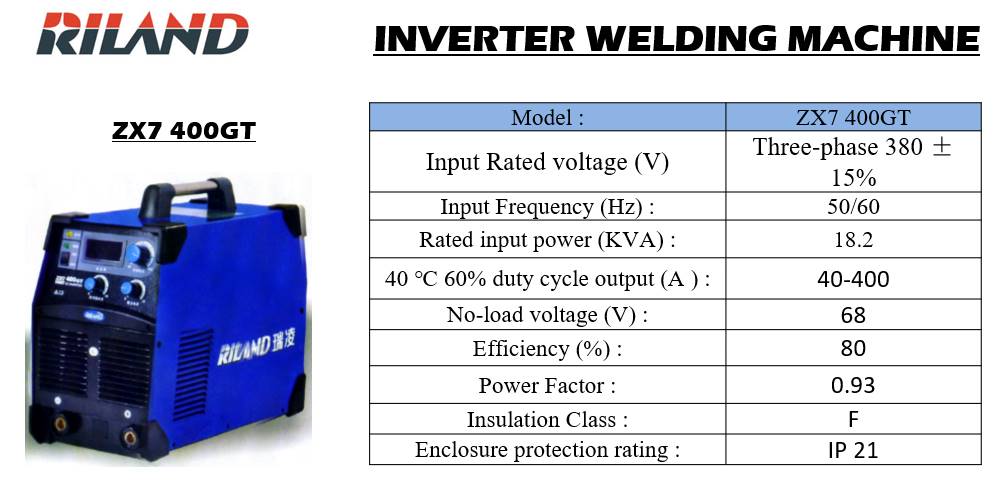 RILAND
INVERTER WELDING MACHINE
ZX7 400GT
Model : ZX7 400GT
Input Rated voltage (V) Three-phase 380 ±
15%
Input Frequency (Hz) : 50/60
Rated input power (KVA) : 18.2
40 ℃ 60% duty cycle output (A ) : 40-400
No-load voltage (V) : 68
Efficiency (%) : 80
Power Factor : 0.93
Insulation Class : F
Enclosure protection rating : IP 21
400GT
RILAND
RILAND 瑞凌